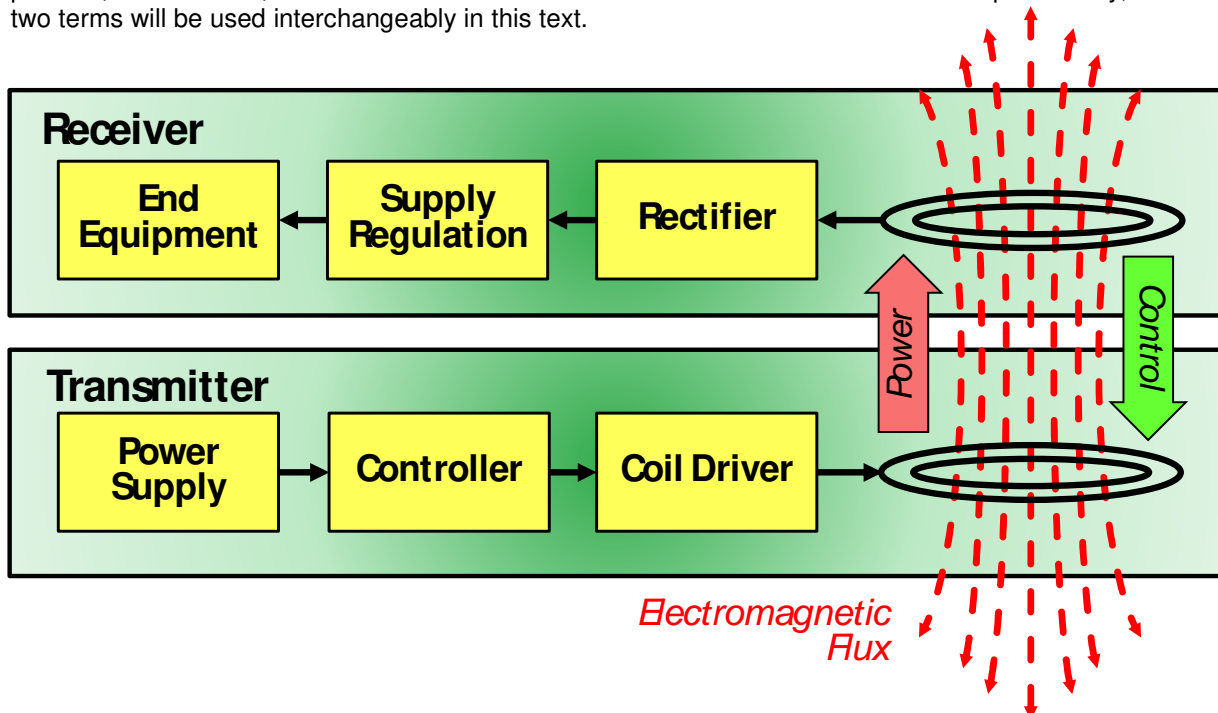 two terms will be used interchangeably in this text.
Receiver
End
Equipment
Supply
Regulation
Rectifier
Power
Control
Transmitter
Power
Supply
Controller
Coil Driver
Electromagnetic
Flux